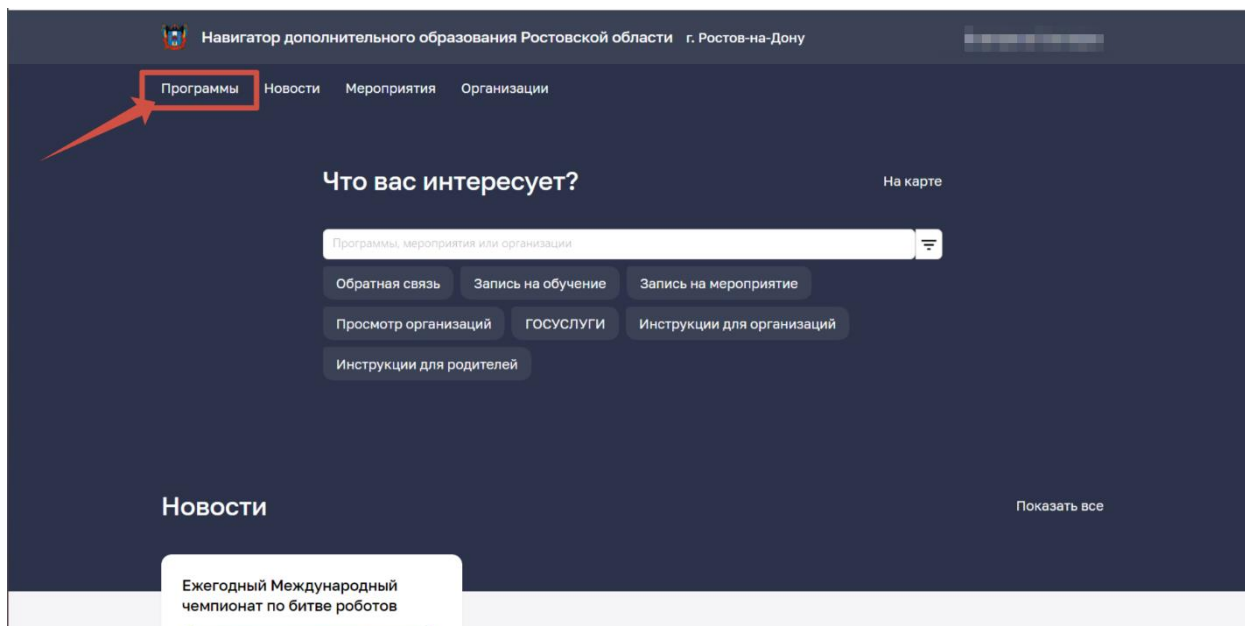 Навигатор дополнительного образования Ростовской области г. Ростов-на-Дону
Программы Новости Мероприятия Организации
Что вас интересует? На карте
Программы, мероприятия или организации
Обратная связь Запись на обучение Запись на мероприятие
Просмотр организаций ГОСУСЛУГИ Инструкции для организаций
Инструкции для родителей
Новости Показать все
Ежегодный Международный
чемпионат по битве роботов